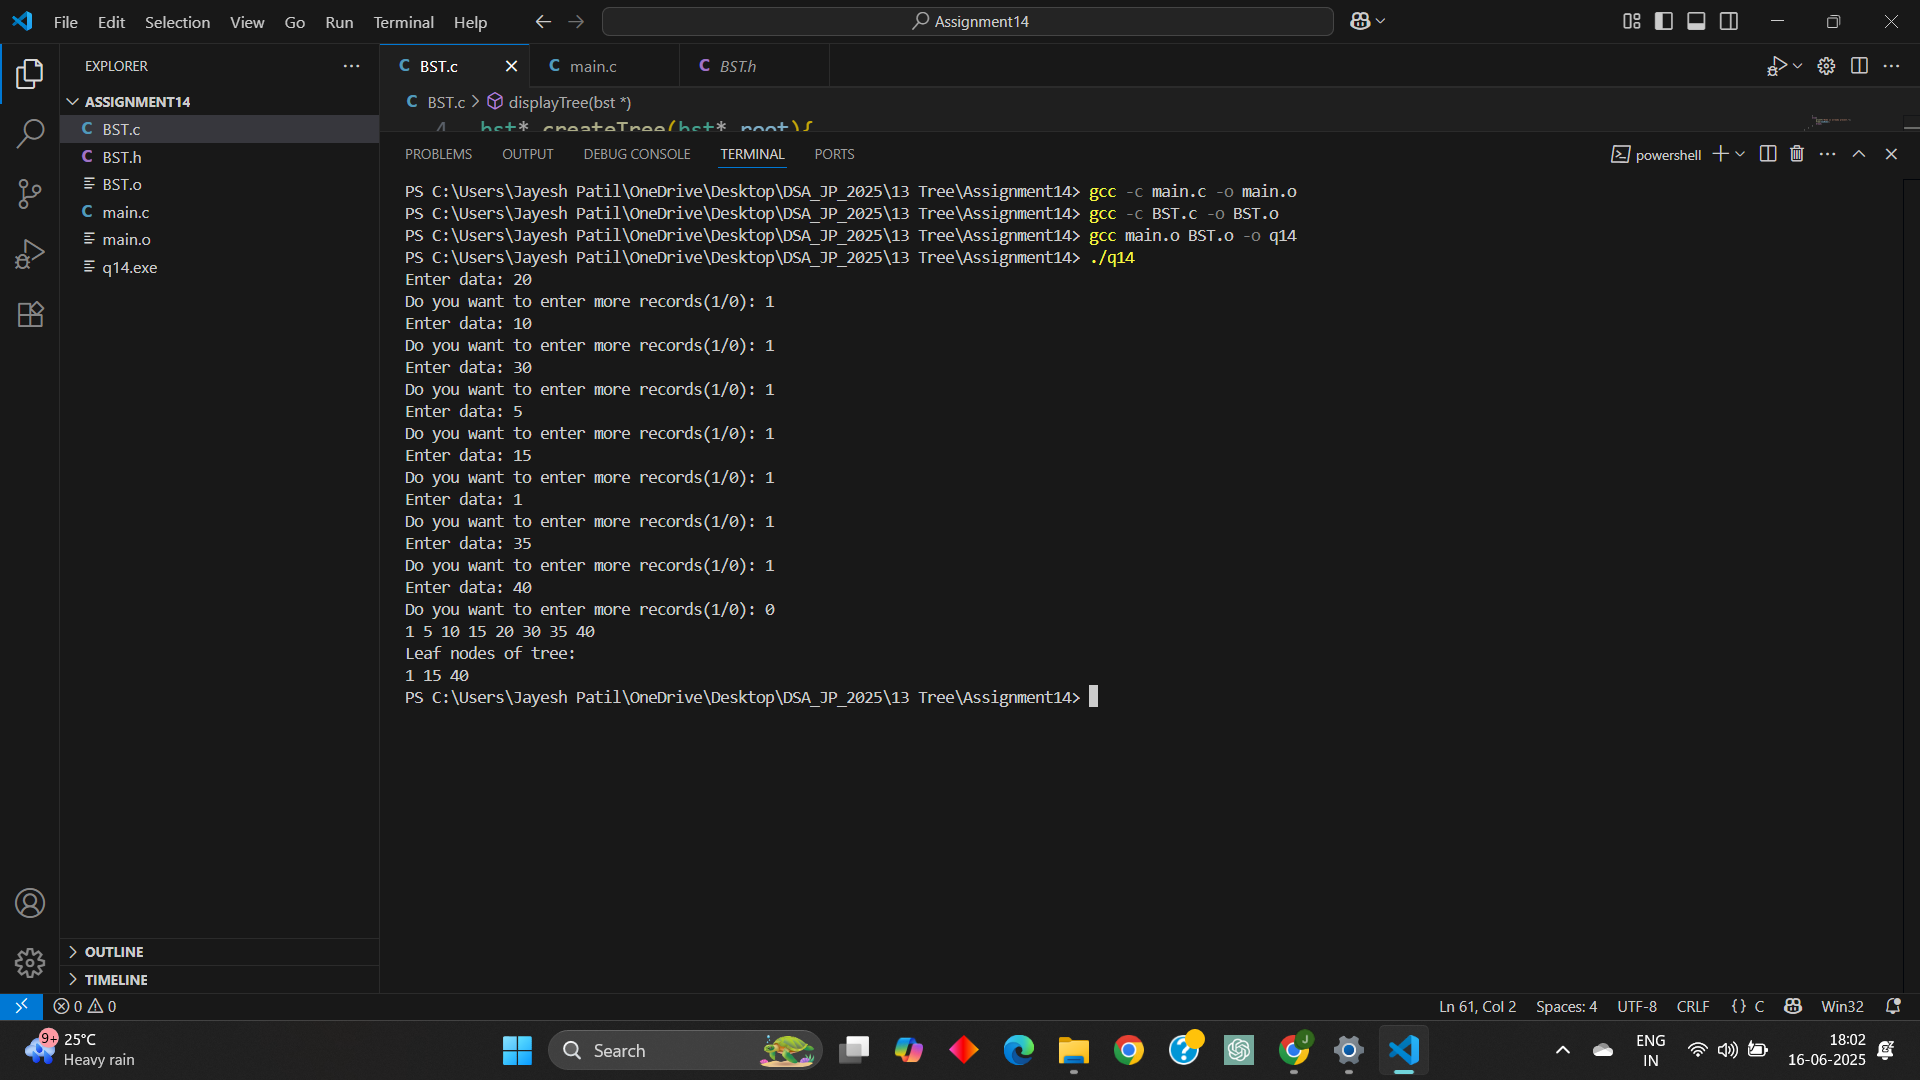 File Edit Selection View Go Run Terminal Help
Assignment14
EXPLORER
ASSIGNMENT14
C BST.c
C BST.h
BST.o
C main.c
main.o
q14.exe
OUTLINE
TIMELINE
C BST.c
C main.c
C BST.h
C BST.c > displayTree(bst *)
4 bst* createTree(bst* root){
PROBLEMS OUTPUT DEBUG CONSOLE TERMINAL PORTS
powershell
PS C:\Users\Jayesh Patil\OneDrive\Desktop\DSA_JP_2025\13 Tree\Assignment14> gcc -c main.c -o main.o
PS C:\Users\Jayesh Patil\OneDrive\Desktop\DSA_JP_2025\13 Tree\Assignment14> gcc -c BST.c -o BST.o
PS C:\Users\Jayesh Patil\OneDrive\Desktop\DSA_JP_2025\13 Tree\Assignment14> gcc main.o BST.o -o q14
PS C:\Users\Jayesh Patil\OneDrive\Desktop\DSA_JP_2025\13 Tree\Assignment14> ./q14
Enter data: 20
Do you want to enter more records(1/0): 1
Enter data: 10
Do you want to enter more records(1/0): 1
Enter data: 30
Do you want to enter more records(1/0): 1
Enter data: 5
Do you want to enter more records(1/0): 1
Enter data: 15
Do you want to enter more records(1/0): 1
Enter data: 1
Do you want to enter more records(1/0): 1
Enter data: 35
Do you want to enter more records(1/0): 1
Enter data: 40
Do you want to enter more records(1/0): 0
1 5 10 15 20 30 35 40
Leaf nodes of tree:
1 15 40
PS C:\Users\Jayesh Patil\OneDrive\Desktop\DSA_JP_2025\13 Tree\Assignment14>
0 0
Ln 61, Col 2 Spaces: 4 UTF-8 CRLF {} C Win32
9+
25°C
Heavy rain
Search
J
ENG
IN
18:02
16-06-2025